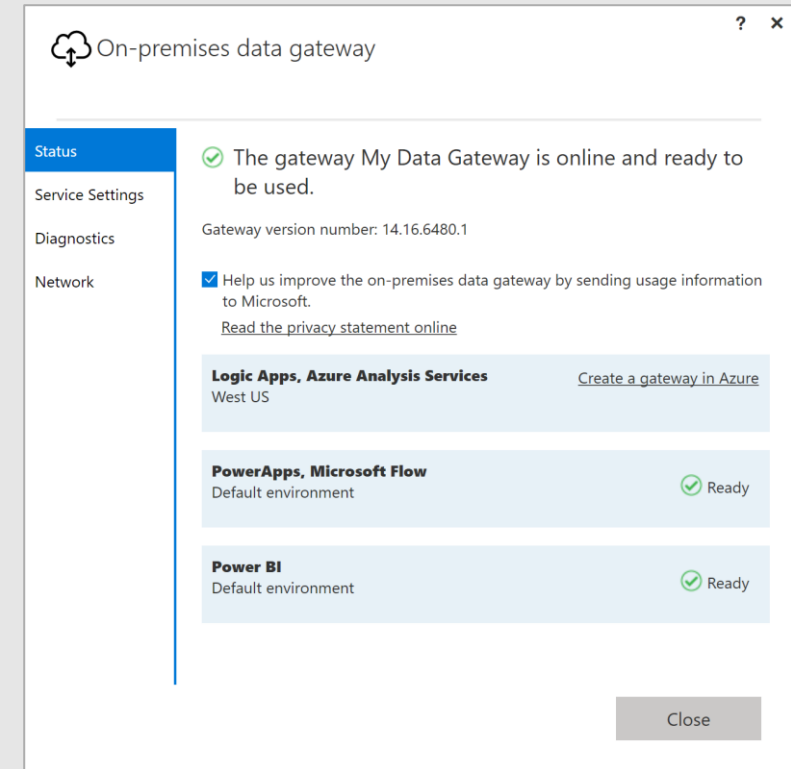 ? ×
On-premises data gateway
Status
Service Settings
Diagnostics
Network
The gateway My Data Gateway is online and ready to
be used.
Gateway version number: 14.16.6480.1
Help us improve the on-premises data gateway by sending usage information
to Microsoft.
Read the privacy statement online
Logic Apps, Azure Analysis Services
Create a gateway in Azure
West US
PowerApps, Microsoft Flow
Default environment
Ready
Power BI
Default environment
Ready
Close